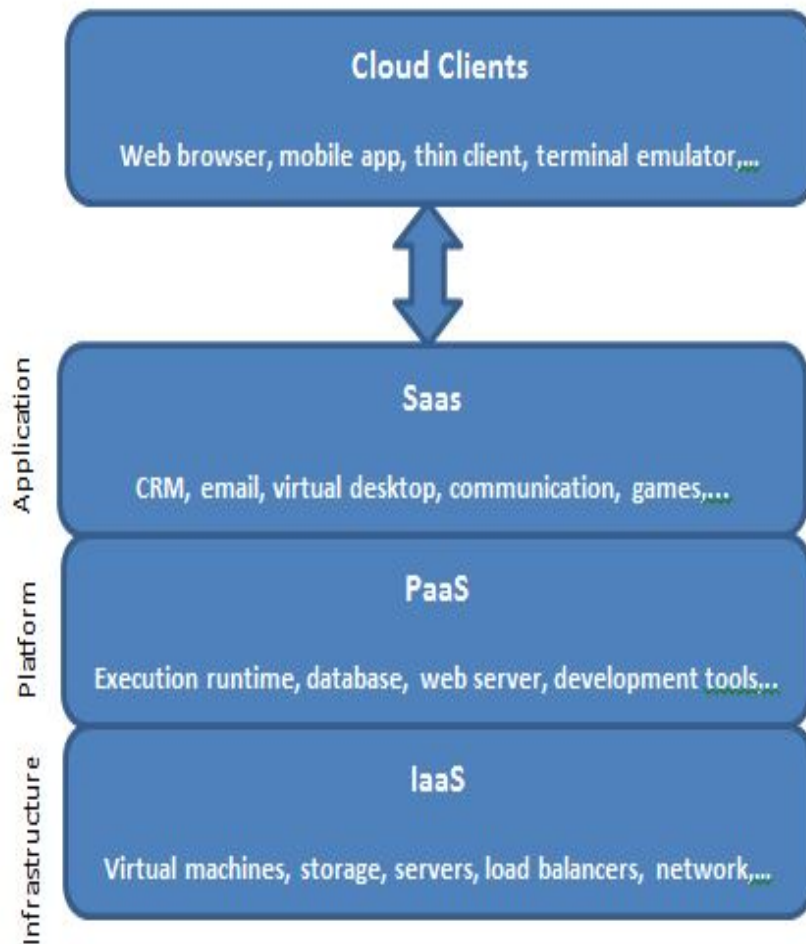 Cloud Clients
Web browser, mobile app, thin client, terminal emulator,...
Application
Saas
CRM, email, virtual desktop, communication, games,...
Platform
PaaS
Execution runtime, database, web server, development tools,..
Infrastructure
IaaS
Virtual machines, storage, servers, load balancers, network,...